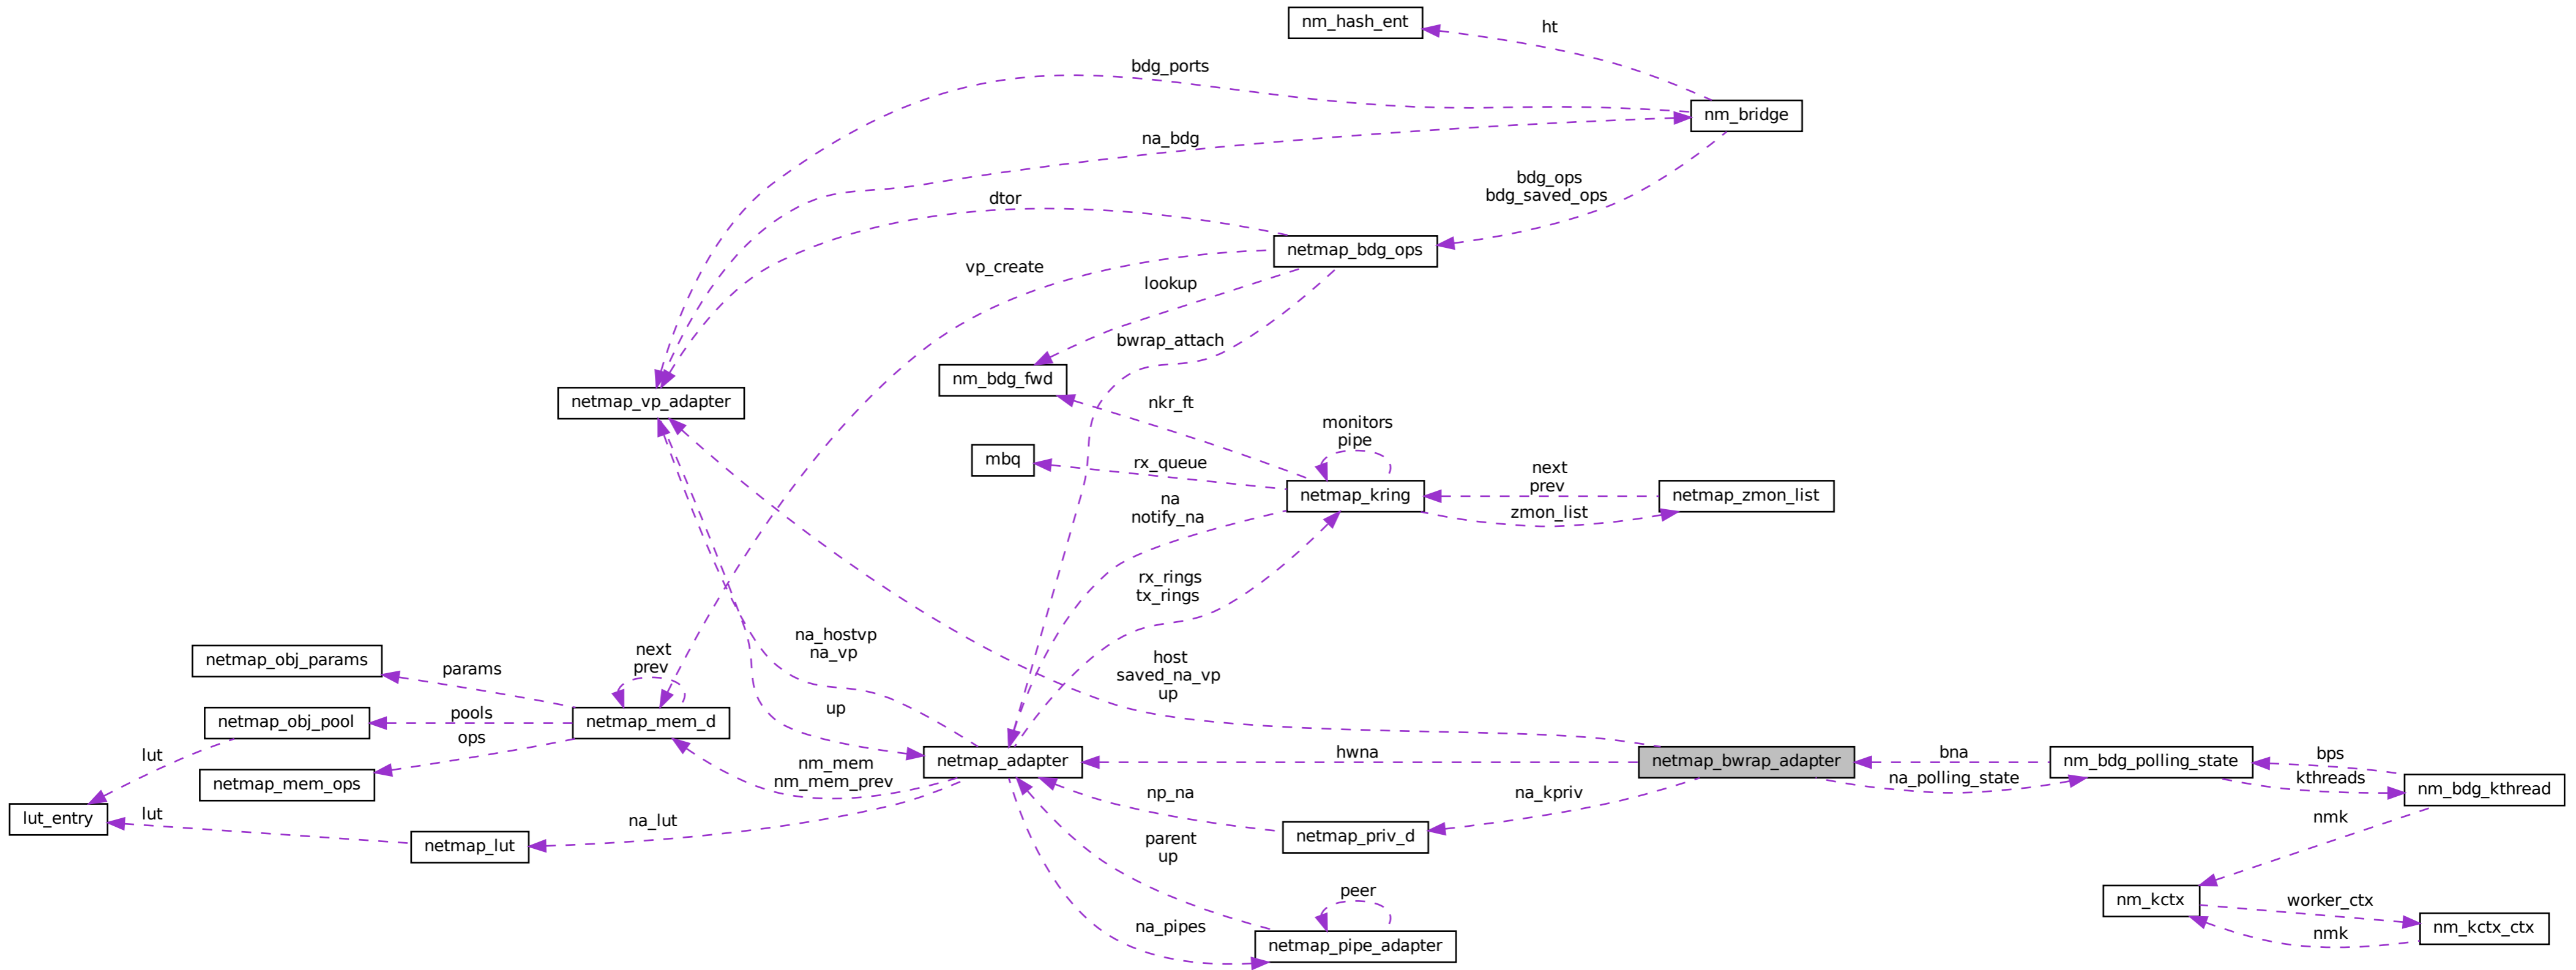 nm_hash_ent
ht
bdg_ports
nm_bridge
na_bdg
bdg_ops
bdg_saved_ops
dtor
netmap_bdg_ops
vp_create
lookup
bwrap_attach
nm_bdg_fwd
netmap_vp_adapter
nkr_ft
monitors
pipe
mbq
rx_queue
next
prev
netmap_kring
netmap_zmon_list
na
notify_na
zmon_list
rx_rings
tx_rings
na_hostvp
na_vp
next
prev
host
saved_na_vp
up
netmap_obj_params
params
up
netmap_obj_pool
pools
netmap_mem_d
ops
lut
hwna
bna
bps
netmap_adapter
netmap_bwrap_adapter
nm_bdg_polling_state
nm_mem
nm_mem_prev
na_polling_state
kthreads
netmap_mem_ops
nm_bdg_kthread
np_na
na_kpriv
lut_entry
lut
na_lut
nmk
netmap_priv_d
netmap_lut
parent
up
peer
nm_kctx
worker_ctx
na_pipes
nm_kctx_ctx
nmk
netmap_pipe_adapter